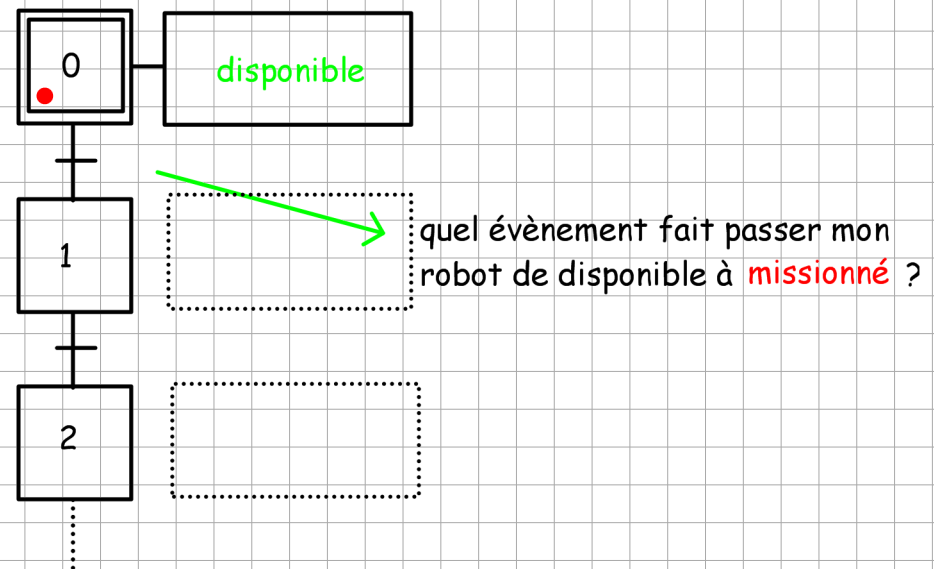 0
disponible
1
quel évènement fait passer mon
robot de disponible à missionné ?
2